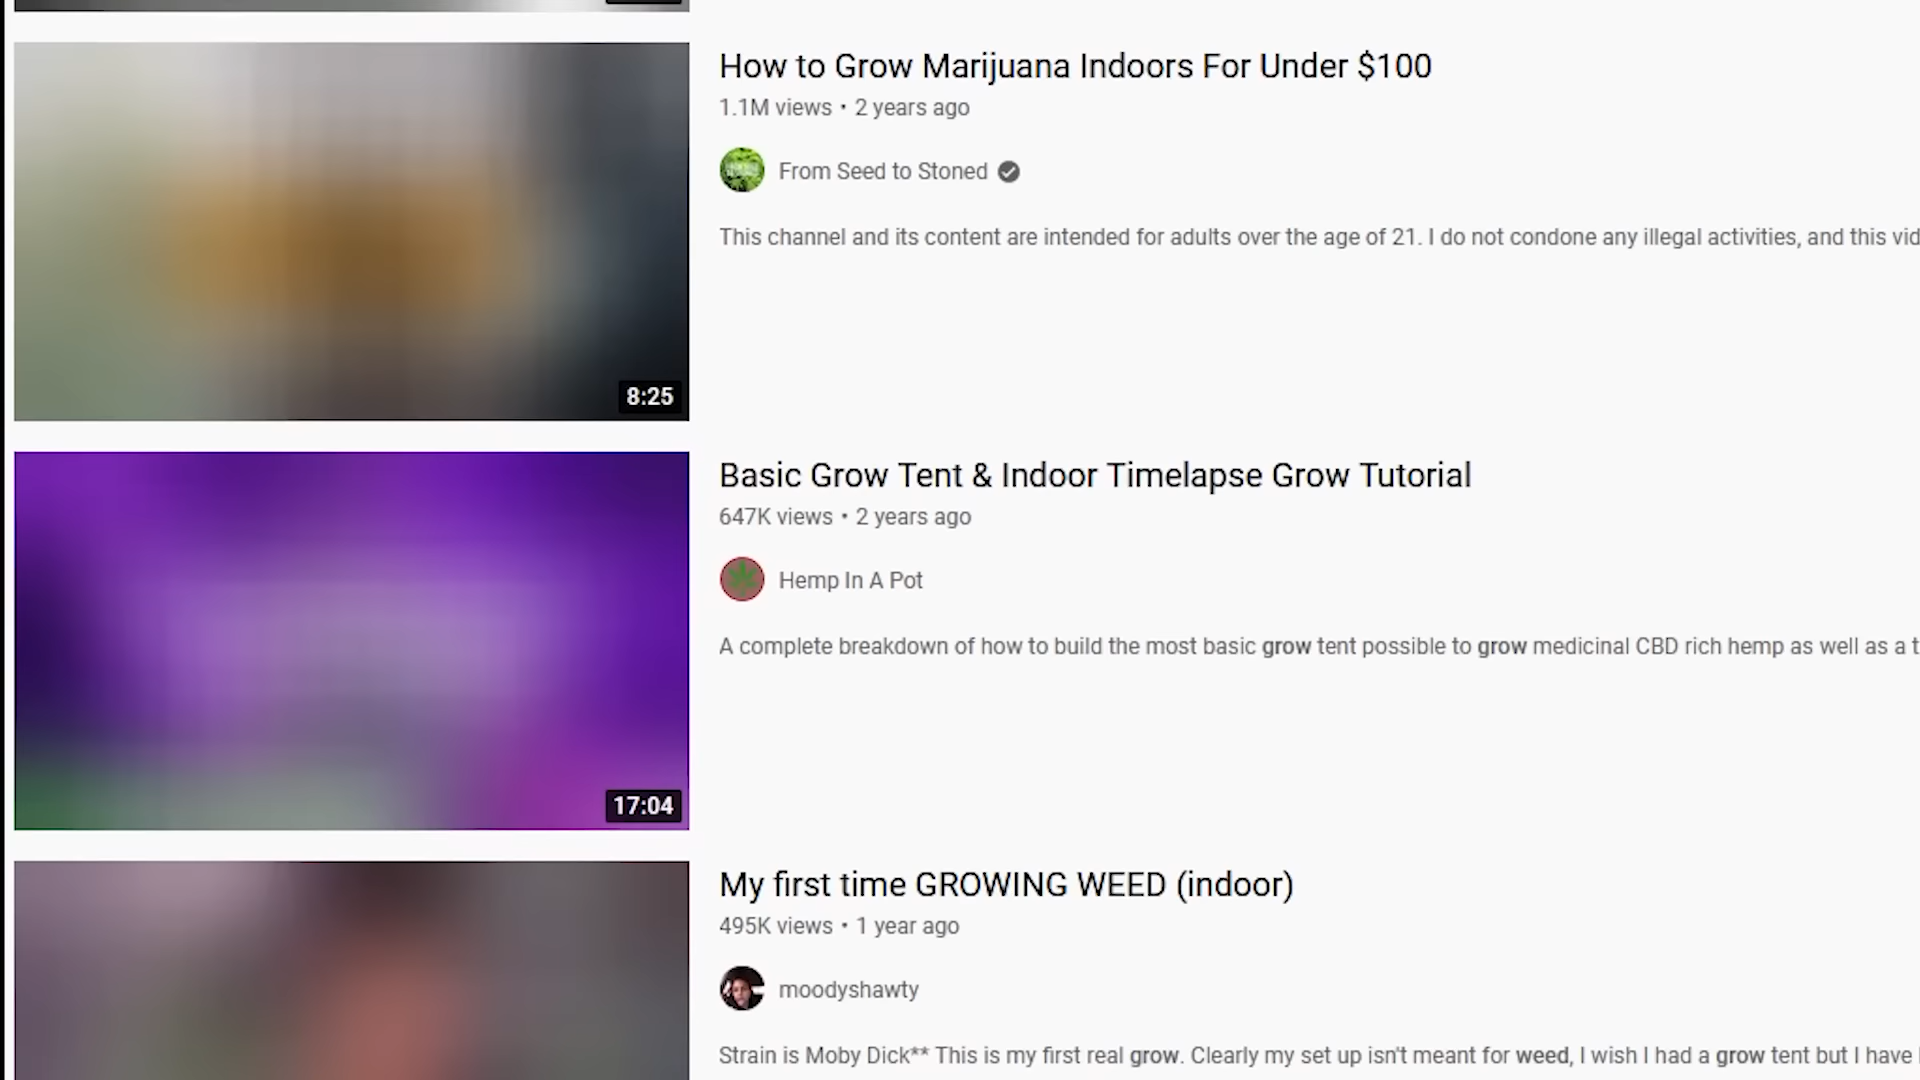 How to Grow Marijuana Indoors For Under $100
1.1M views • 2 years ago
From Seed to Stoned
This channel and its content are intended for adults over the age of 21. I do not condone any illegal activities, and this vid
8:25
Basic Grow Tent & Indoor Timelapse Grow Tutorial
647K views • 2 years ago
Hemp In A Pot
A complete breakdown of how to build the most basic grow tent possible to grow medicinal CBD rich hemp as well as a t
17:04
My first time GROWING WEED (indoor)
495K views • 1 year ago
moodyshawty
Strain is Moby Dick** This is my first real grow. Clearly my set up isn't meant for weed, I wish I had a grow tent but I have